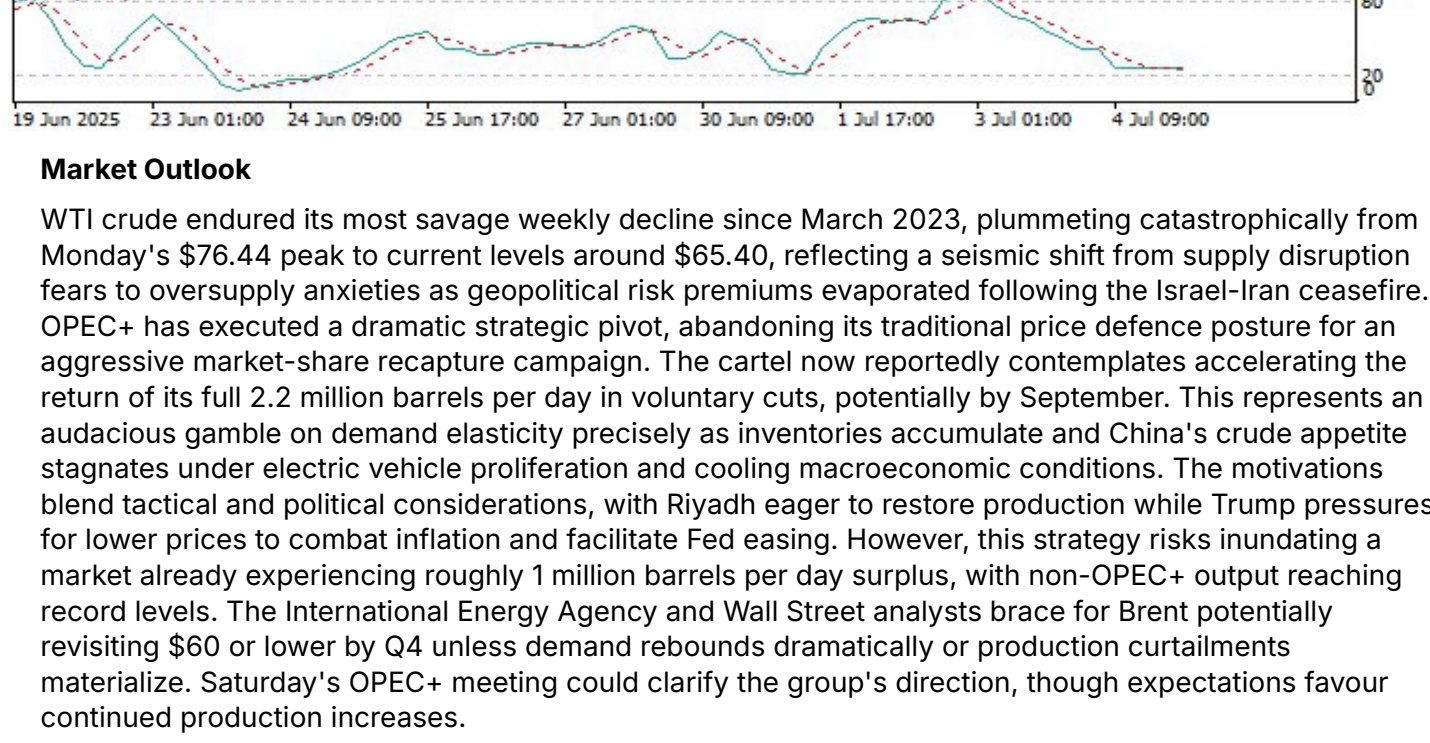 80
20
0
19 Jun 2025 23 Jun 01:00 24 Jun 09:00 25 Jun 17:00 27 Jun 01:00 30 Jun 09:00 1 Jul 17:00 3 Jul 01:00 4 Jul 09:00
Market Outlook
WTI crude endured its most savage weekly decline since March 2023, plummeting catastrophically from
Monday's $76.44 peak to current levels around $65.40, reflecting a seismic shift from supply disruption
fears to oversupply anxieties as geopolitical risk premiums evaporated following the Israel-Iran ceasefire.
OPEC+ has executed a dramatic strategic pivot, abandoning its traditional price defence posture for an
aggressive market-share recapture campaign. The cartel now reportedly contemplates accelerating the
return of its full 2.2 million barrels per day in voluntary cuts, potentially by September. This represents an
audacious gamble on demand elasticity precisely as inventories accumulate and China's crude appetite
stagnates under electric vehicle proliferation and cooling macroeconomic conditions. The motivations
blend tactical and political considerations, with Riyadh eager to restore production while Trump pressures
for lower prices to combat inflation and facilitate Fed easing. However, this strategy risks inundating a
market already experiencing roughly 1 million barrels per day surplus, with non-OPEC+ output reaching
record levels. The International Energy Agency and Wall Street analysts brace for Brent potentially
revisiting $60 or lower by Q4 unless demand rebounds dramatically or production curtailments
materialize. Saturday's OPEC+ meeting could clarify the group's direction, though expectations favour
continued production increases.